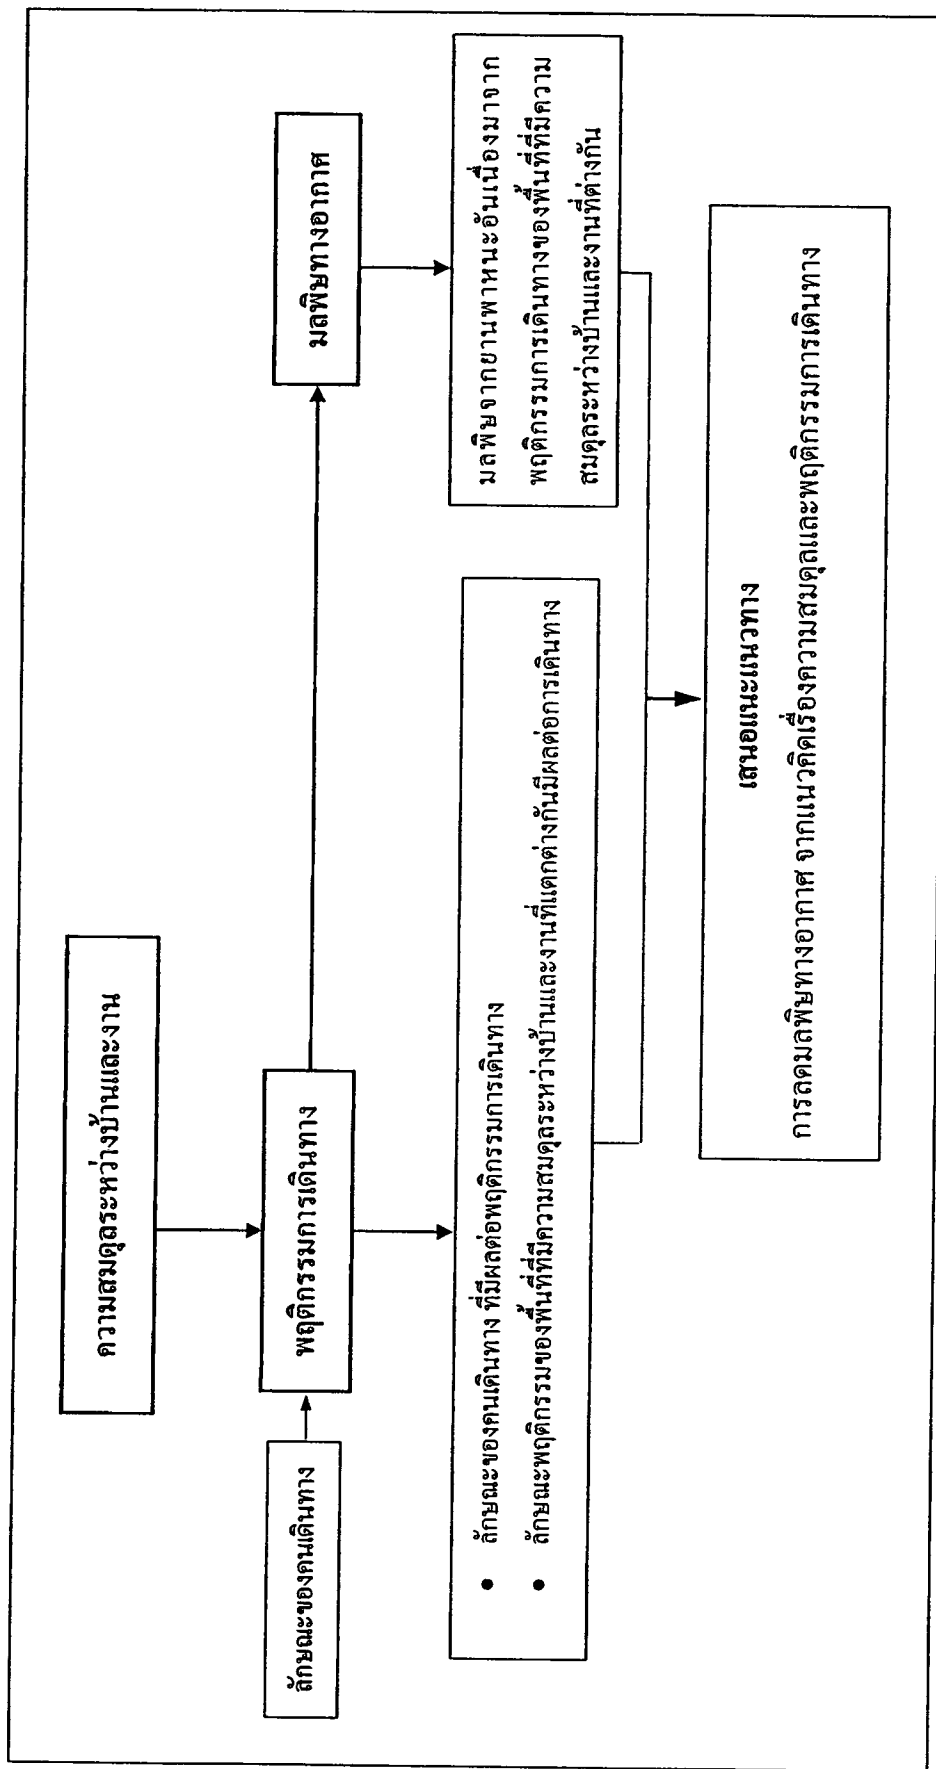 ความสมดุลระหว่างบ้านและงาน
ลักษณะของคนเดินทาง
พฤติกรรมการเดินทาง
มลพิษทางอากาศ
● ลักษณะของคนเดินทาง ที่มีผลต่อพฤติกรรมการเดินทาง
● ลักษณะพฤติกรรมของพื้นที่ที่มีความสมดุลระหว่างบ้านและงานที่แตกต่างกันมีผลต่อการเดินทาง
มลพิษจากยานพาหนะอันเนื่องมาจาก
พฤติกรรมการเดินทางของพื้นที่ที่มีความ
สมดุลระหว่างบ้านและงานที่ต่างกัน
เสนอแนะแนวทาง
การลดมลพิษทางอากาศ จากแนวคิดเรื่องความสมดุลและพฤติกรรมการเดินทาง